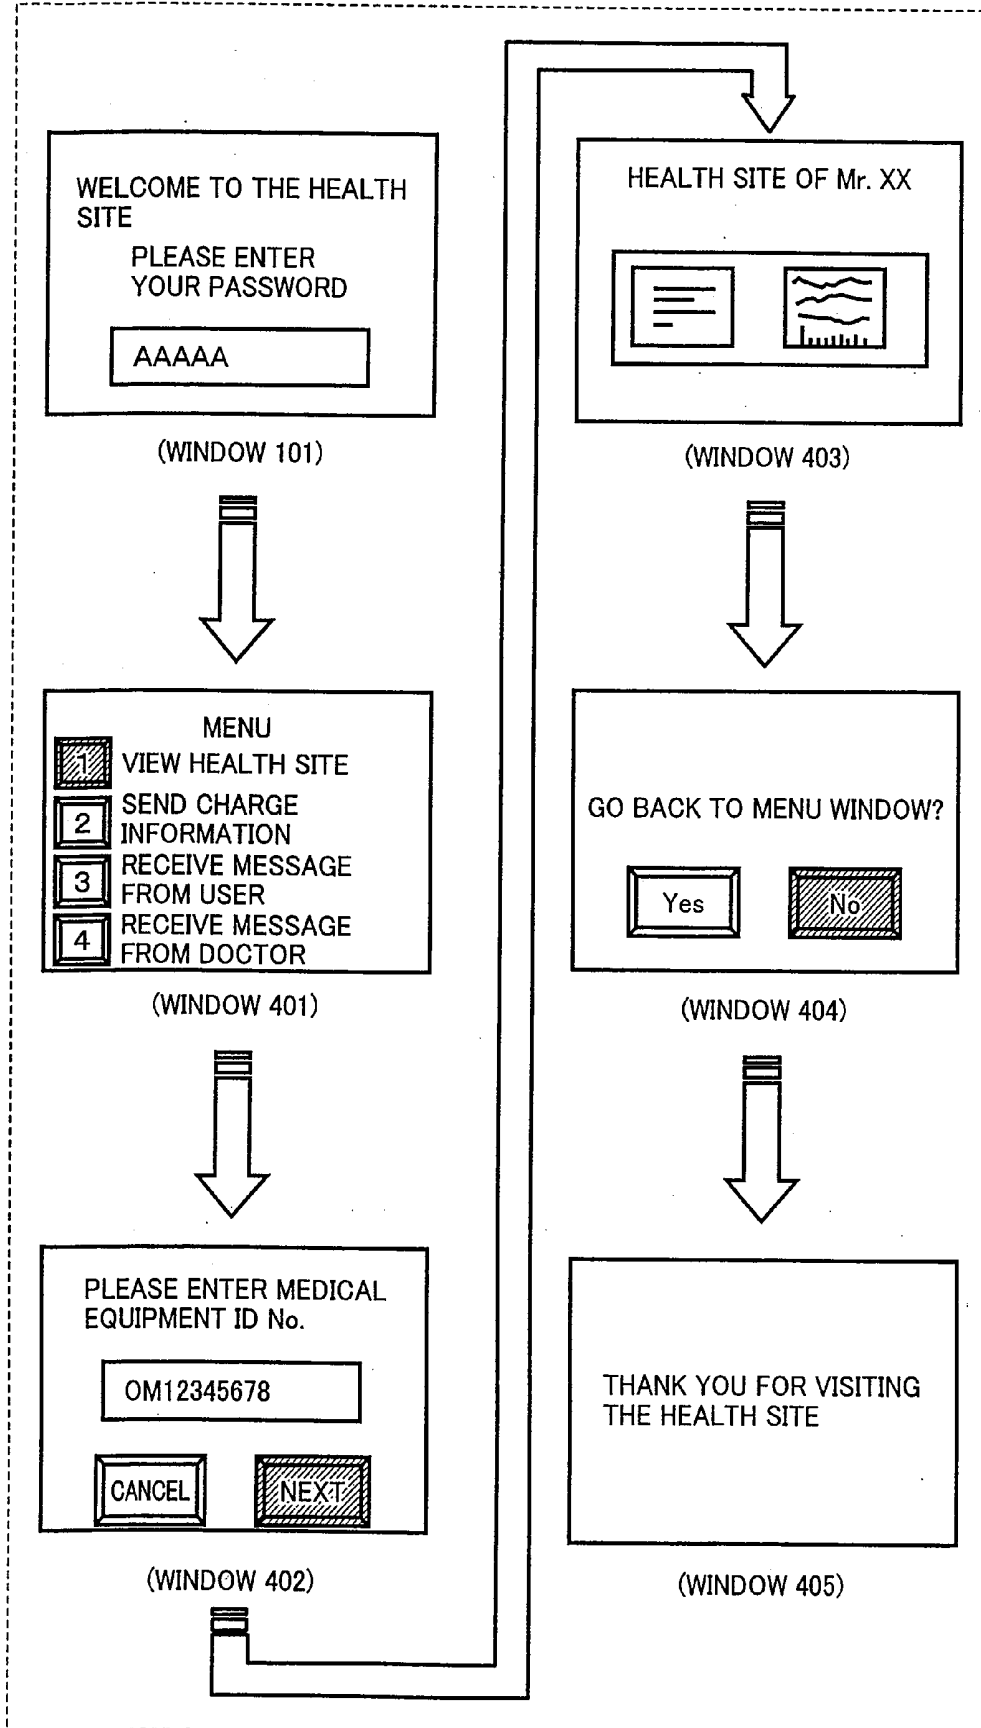 WELCOME TO THE HEALTH
SITE
PLEASE ENTER
YOUR PASSWORD
AAAAA
(WINDOW 101)
MENU
1 VIEW HEALTH SITE
2 SEND CHARGE
INFORMATION
3 RECEIVE MESSAGE
FROM USER
4 RECEIVE MESSAGE
FROM DOCTOR
(WINDOW 401)
PLEASE ENTER MEDICAL
EQUIPMENT ID No.
OM12345678
CANCEL NEXT
(WINDOW 402)
HEALTH SITE OF Mr. XX
(WINDOW 403)
GO BACK TO MENU WINDOW?
Yes No
(WINDOW 404)
THANK YOU FOR VISITING
THE HEALTH SITE
(WINDOW 405)